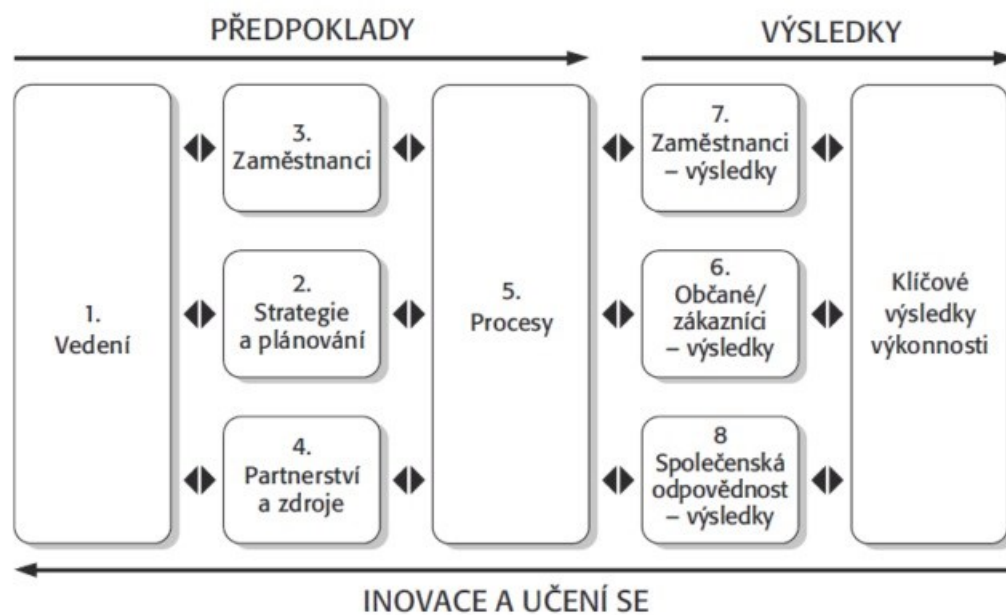 PŘEDPOKLADY
VÝSLEDKY
1.
Vedení
3.
Zaměstnanci
2.
Strategie
a plánování
4.
Partnerství
a zdroje
5.
Procesy
7.
Zaměstnanci
– výsledky
6.
Občané/
zákazníci
– výsledky
8
Společenská
odpovědnost
– výsledky
Klíčové
výsledky
výkonnosti
INOVACE A UČENÍ SE